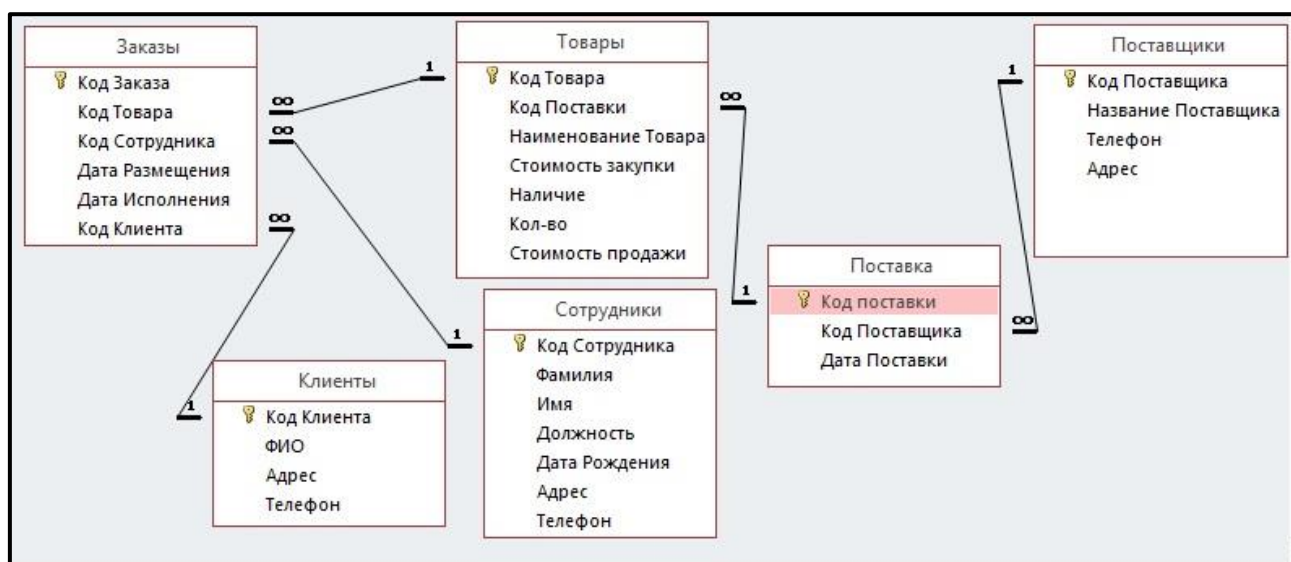 Заказы
Код Заказа
Код Товара
Код Сотрудника
Дата Размещения
Дата Исполнения
Код Клиента
Товары
Код Товара
Код Поставки
Наименование Товара
Стоимость закупки
Наличие
Кол-во
Стоимость продажи
Поставщики
Код Поставщика
Название Поставщика
Телефон
Адрес
Поставка
Код поставки
Код Поставщика
Дата Поставки
Сотрудники
Код Сотрудника
Фамилия
Имя
Должность
Дата Рождения
Адрес
Телефон
Клиенты
Код Клиента
ФИО
Адрес
Телефон
∞
1
∞
1
∞
1
∞
1
1
∞